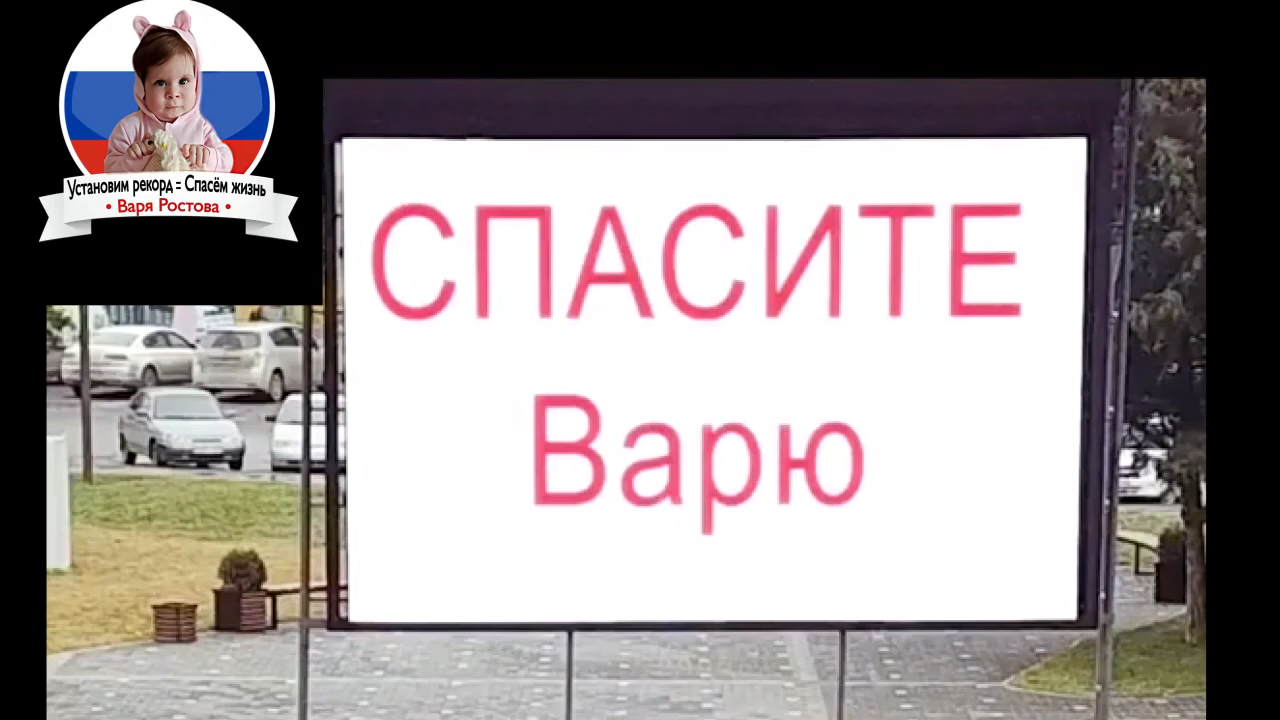 Установим рекорд = Спасём жизнь
• Варя Ростова •
СПАСИТЕ
Варю